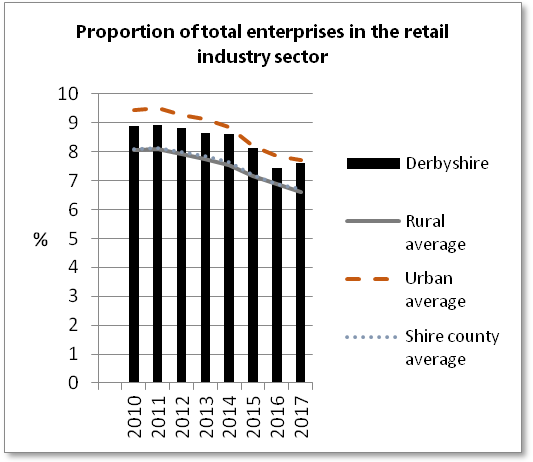 Proportion of total enterprises in the retail
industry sector
10
9
8
7
6
5
4
3
2
1
0
%
2010
2011
2012
2013
2014
2015
2016
2017
Derbyshire
Rural
average
Urban
average
Shire county
average